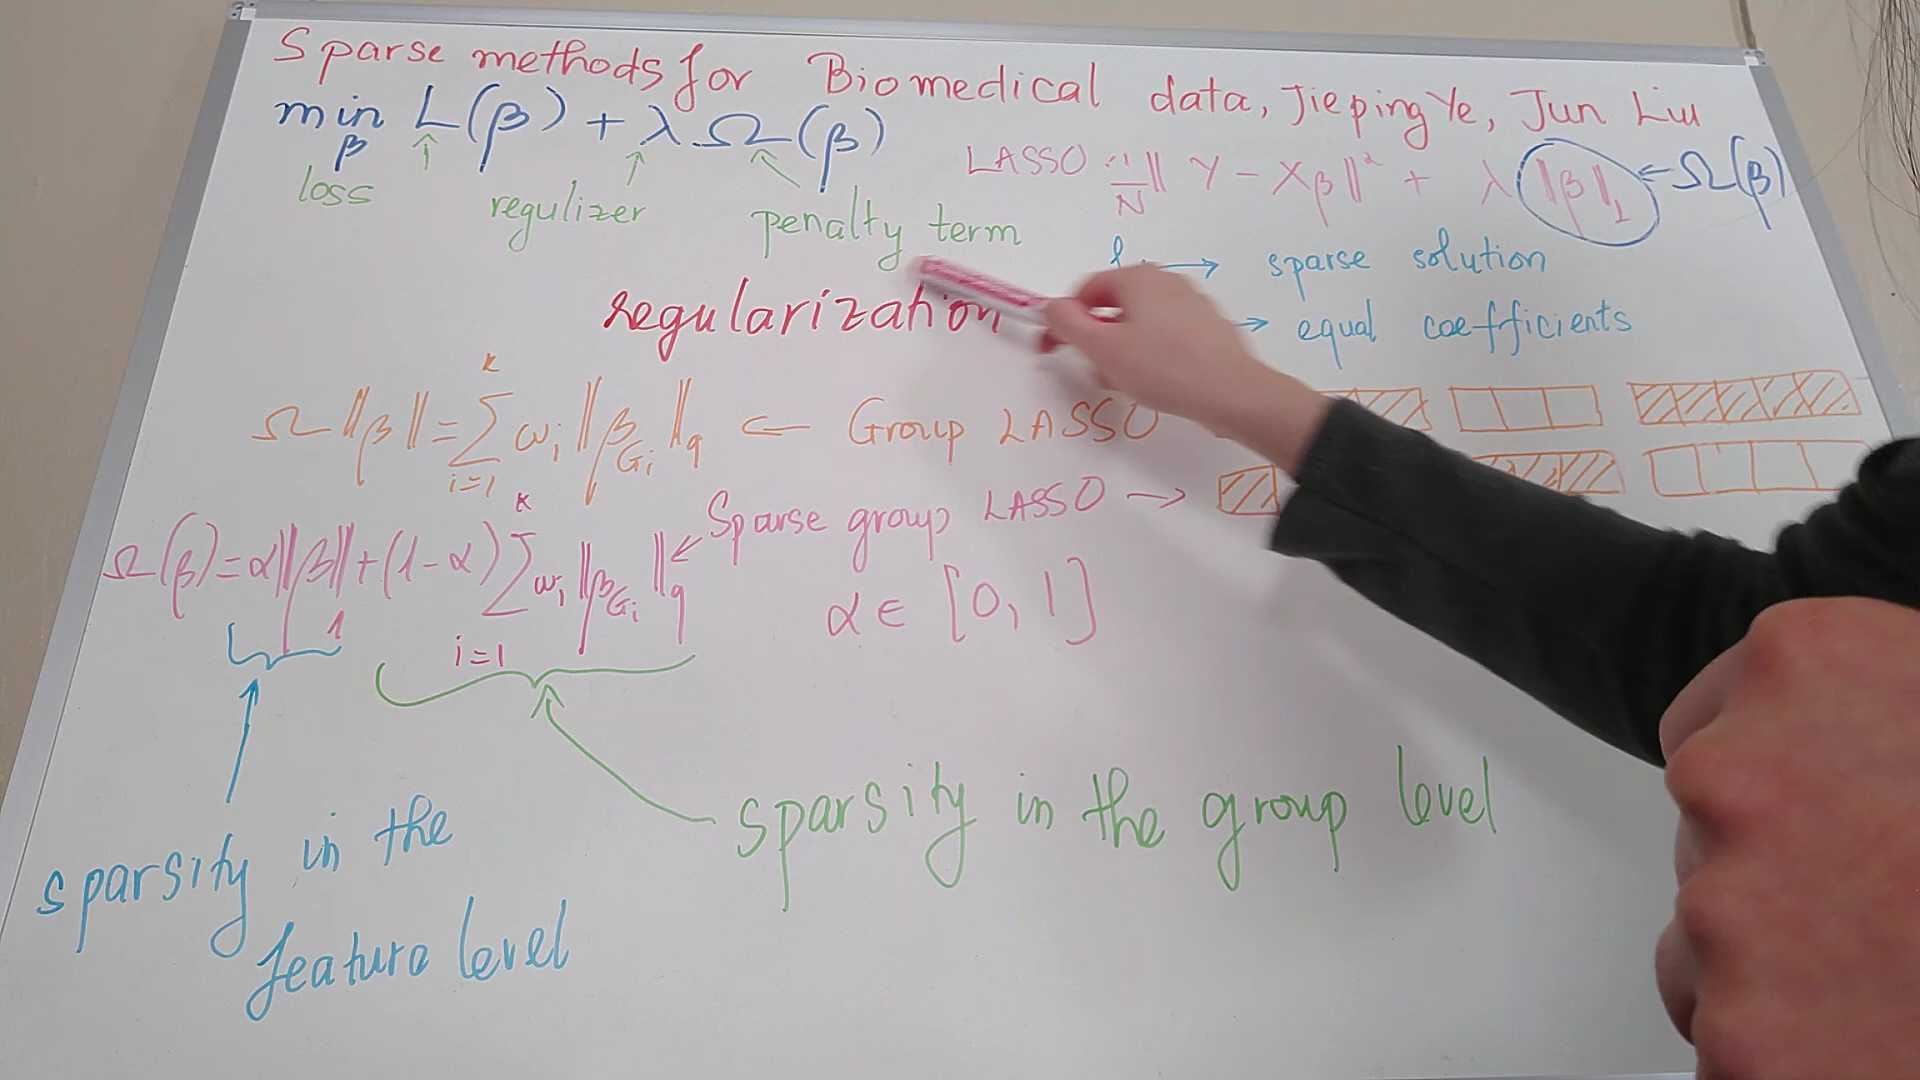 Sparse methods for Biomedical data, Jieping Ye, Jun Liu
min L(β) + λ.Ω(β)
β
loss
regulizer
penalty term
LASSO : 1/N ‖Y - Xβ‖² + λ ‖β‖₁ ← Ω(β)
→ sparse solution
→ equal coefficients
regularization
Ω‖β‖ = Σ ωᵢ ‖β_Gᵢ‖_q ← Group LASSO
K
i=1
Ω(β) = α‖β‖₁ + (1-α) Σ ωᵢ ‖β_Gᵢ‖_q ← Sparse group LASSO →
K
i=1
α ∈ [0, 1]
sparsity in the
feature level
sparsity in the group level